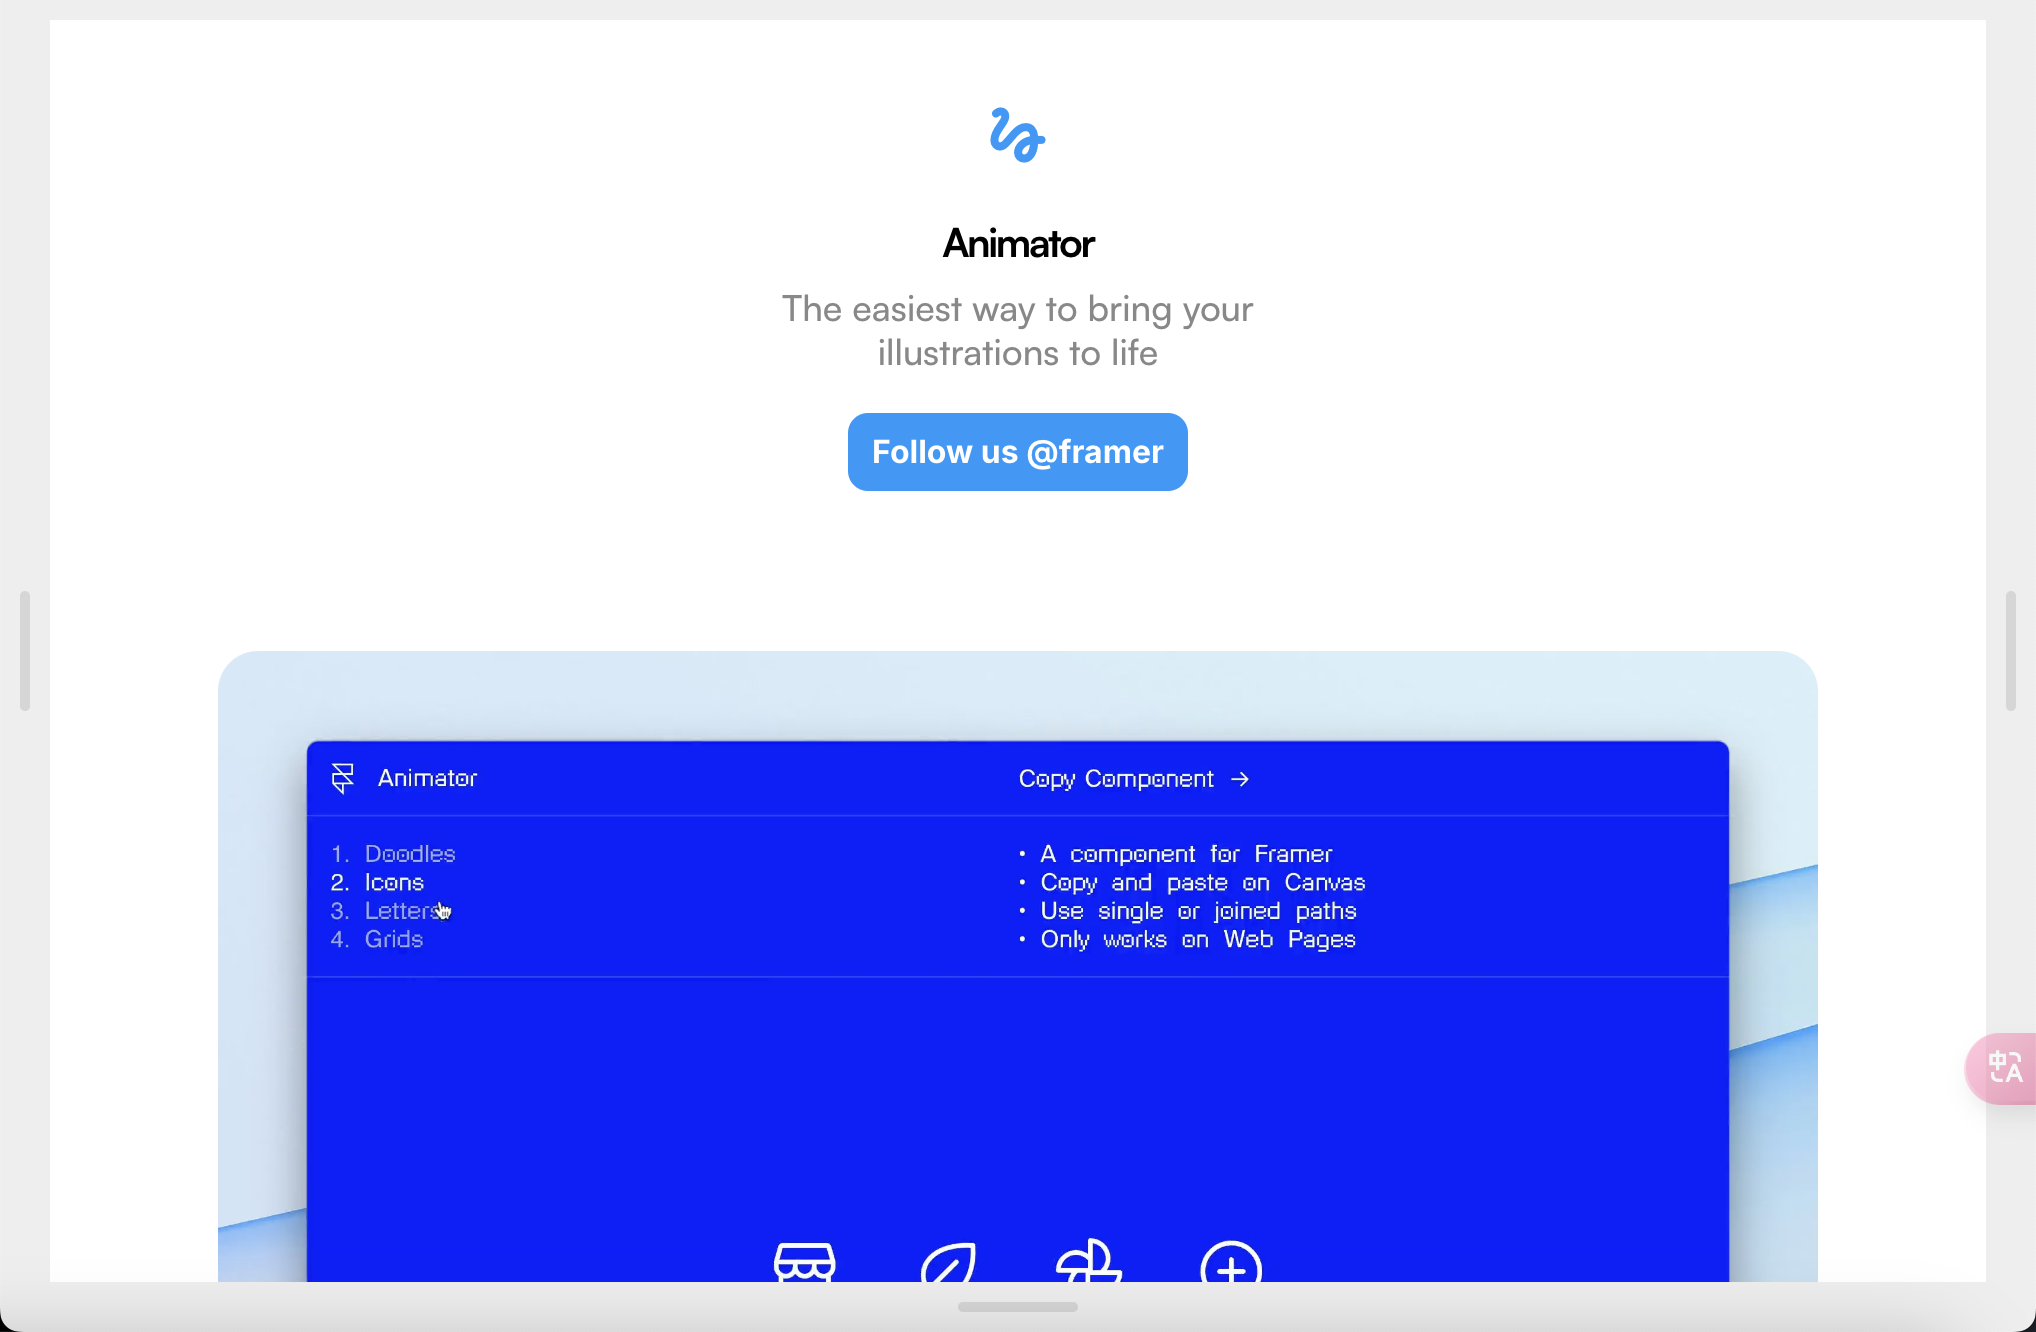 Animator
The easiest way to bring your
illustrations to life
Follow us @framer
Animator
Copy Component →
1. Doodles
2. Icons
3. Letters
4. Grids
• A component for Framer
• Copy and paste on Canvas
• Use single or joined paths
• Only works on Web Pages
中A